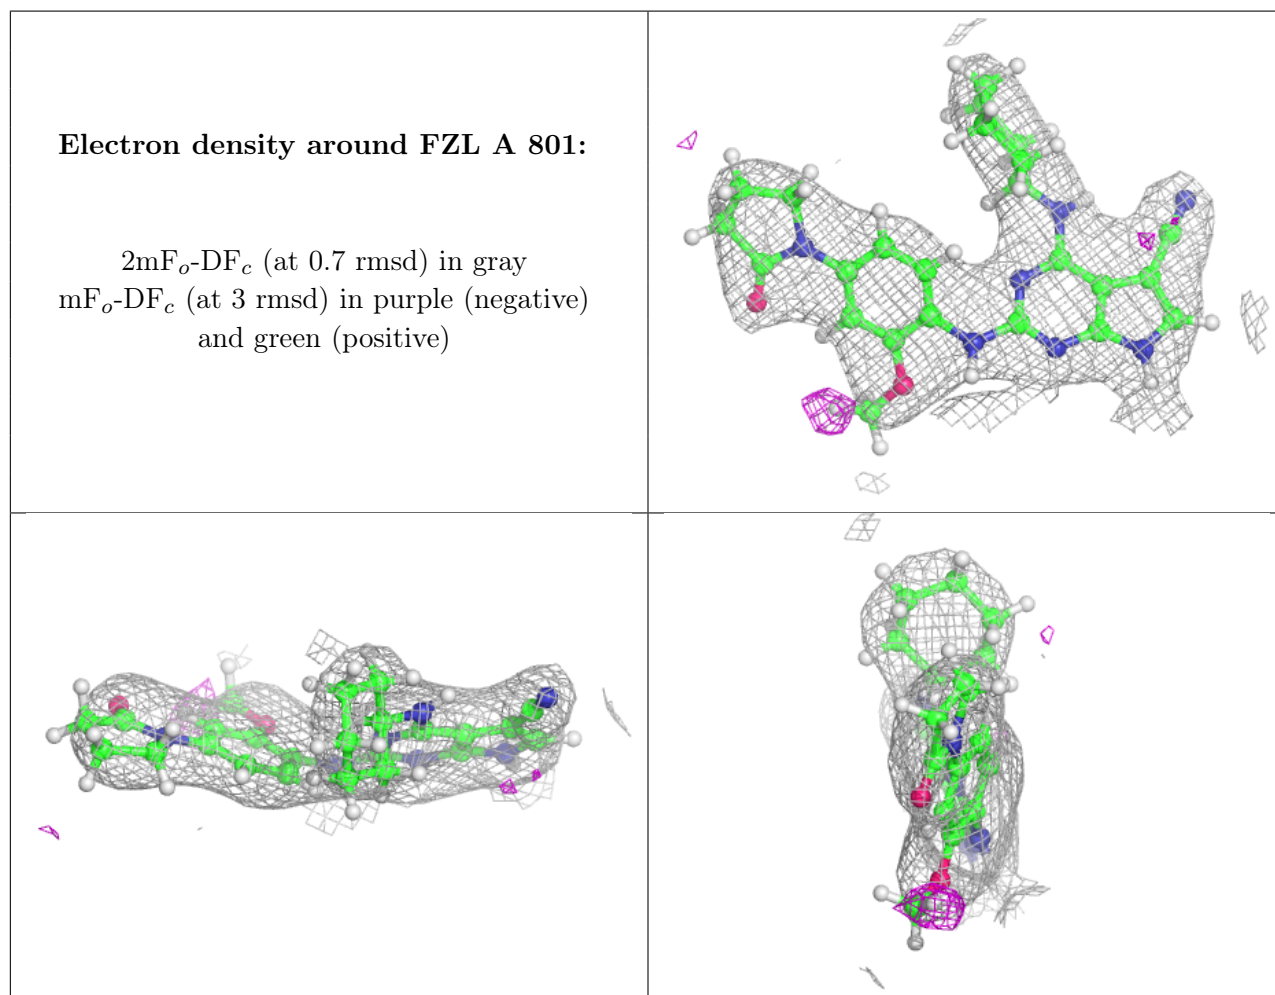 Electron density around FZL A 801:
2mFₒ-DF𝒸 (at 0.7 rmsd) in gray
mFₒ-DF𝒸 (at 3 rmsd) in purple (negative)
and green (positive)